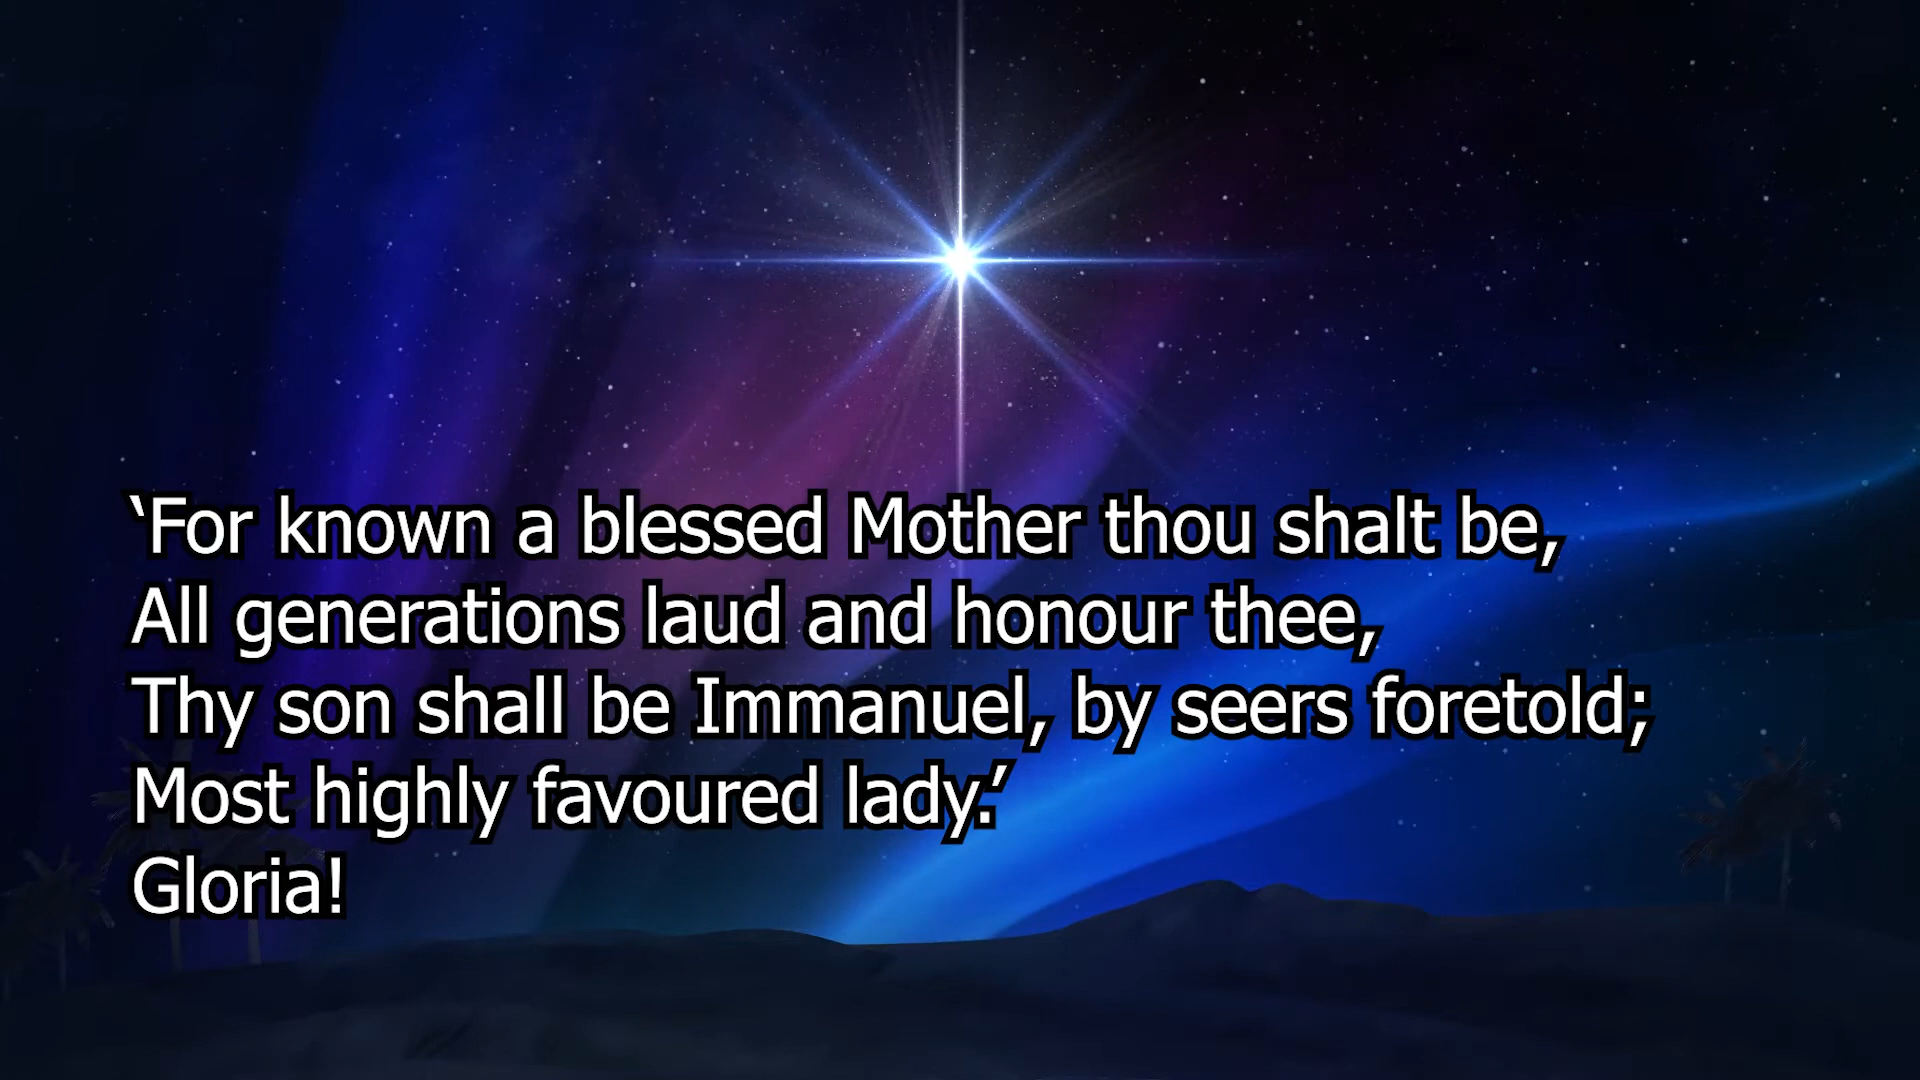 ‘For known a blessed Mother thou shalt be,
All generations laud and honour thee,
Thy son shall be Immanuel, by seers foretold;
Most highly favoured lady.’
Gloria!